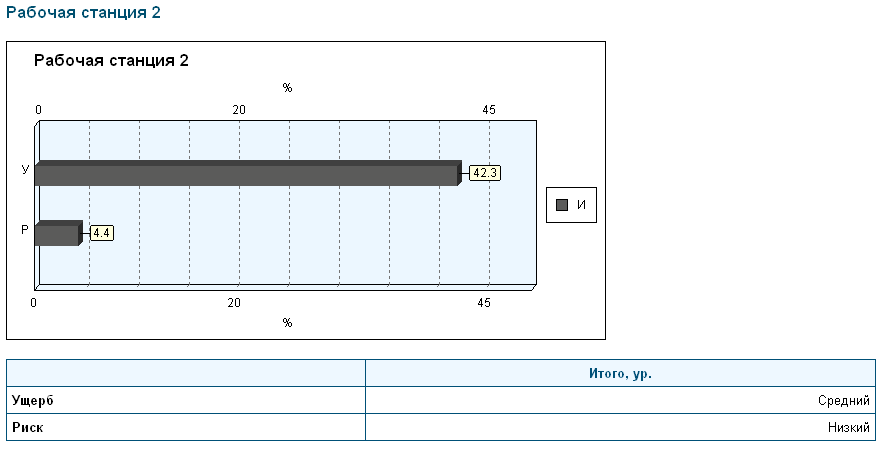 Рабочая станция 2
Рабочая станция 2
%
0 20 45
У 42.3
И
Р 4.4
0 20 45
%
Итого, ур.
Ущерб Средний
Риск Низкий